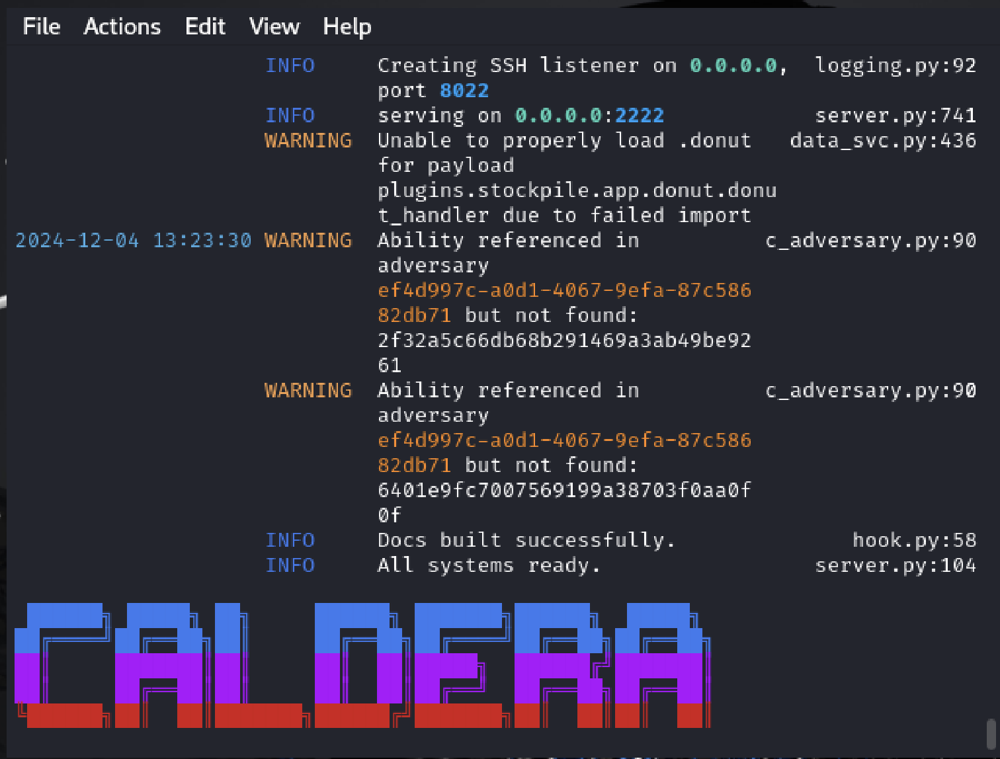 File Actions Edit View Help
INFO Creating SSH listener on 0.0.0.0, logging.py:92
port 8022
INFO serving on 0.0.0.0:2222 server.py:741
WARNING Unable to properly load .donut data_svc.py:436
for payload
plugins.stockpile.app.donut.donu
t_handler due to failed import
2024-12-04 13:23:30 WARNING Ability referenced in c_adversary.py:90
adversary
ef4d997c-a0d1-4067-9efa-87c586
82db71 but not found:
2f32a5c66db68b291469a3ab49be92
61
WARNING Ability referenced in c_adversary.py:90
adversary
ef4d997c-a0d1-4067-9efa-87c586
82db71 but not found:
6401e9fc7007569199a38703f0aa0f
0f
INFO Docs built successfully. hook.py:58
INFO All systems ready. server.py:104
CALDERA